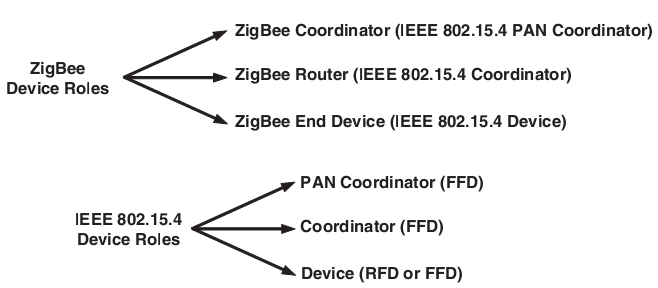 ZigBee
Device Roles
ZigBee Coordinator (IEEE 802.15.4 PAN Coordinator)
ZigBee Router (IEEE 802.15.4 Coordinator)
ZigBee End Device (IEEE 802.15.4 Device)
IEEE 802.15.4
Device Roles
PAN Coordinator (FFD)
Coordinator (FFD)
Device (RFD or FFD)